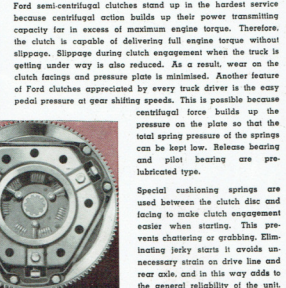 Ford semi-centrifugal clutches stand up in the hardest service
because centrifugal action builds up their power transmitting
capacity far in excess of maximum engine torque. Therefore,
the clutch is capable of delivering full engine torque without
slippage. Slippage during clutch engagement when the truck is
getting under way is also reduced. As a result, wear on the
clutch facings and pressure plate is minimised. Another feature
of Ford clutches appreciated by every truck driver is the easy
pedal pressure at gear shifting speeds. This is possible because
centrifugal force builds up the
pressure on the plate so that the
total spring pressure of the springs
can be kept low. Release bearing
and pilot bearing are pre-
lubricated type.
Special cushioning springs are
used between the clutch disc and
facing to make clutch engagement
easier when starting. This pre-
vents chattering or grabbing. Elim-
inating jerky starts it avoids un-
necessary strain on drive line and
rear axle, and in this way adds to
the general reliability of the unit.